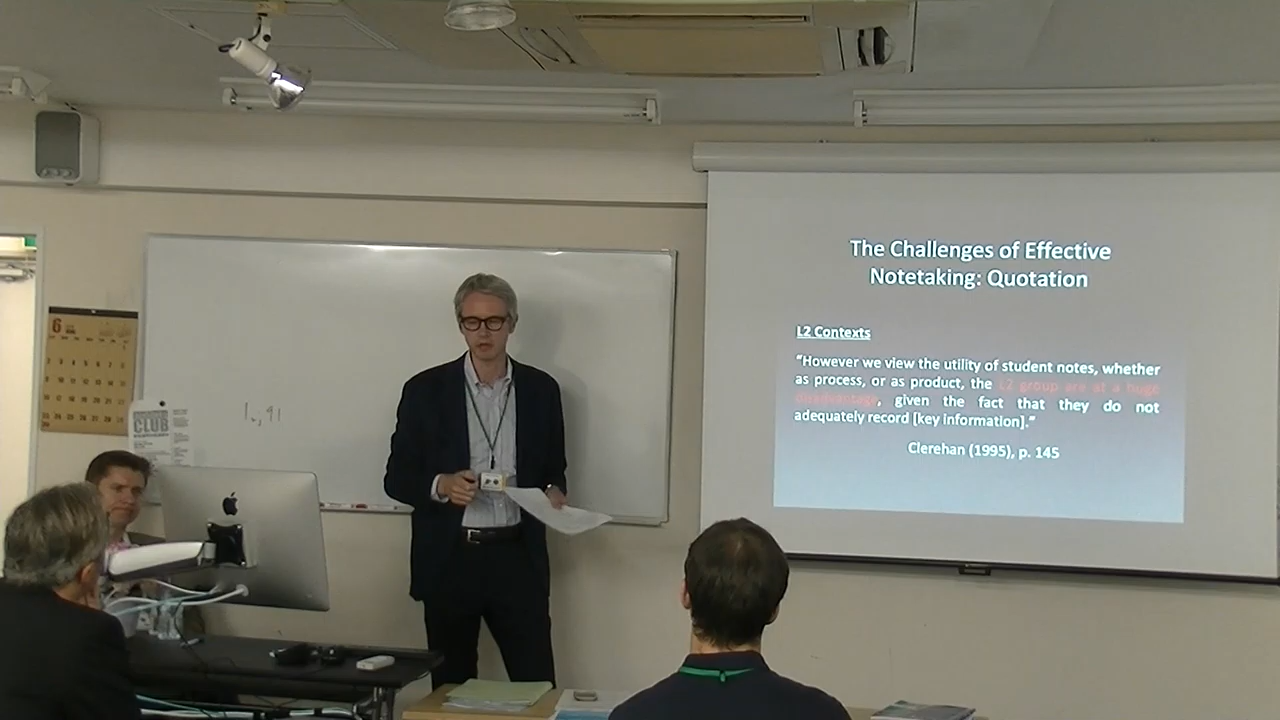 The Challenges of Effective
Notetaking: Quotation
L2 Contexts
"However we view the utility of student notes, whether
as process, or as product, the L2 group are at a huge
disadvantage, given the fact that they do not
adequately record [key information]."
Clerehan (1995), p. 145
6
CLUB